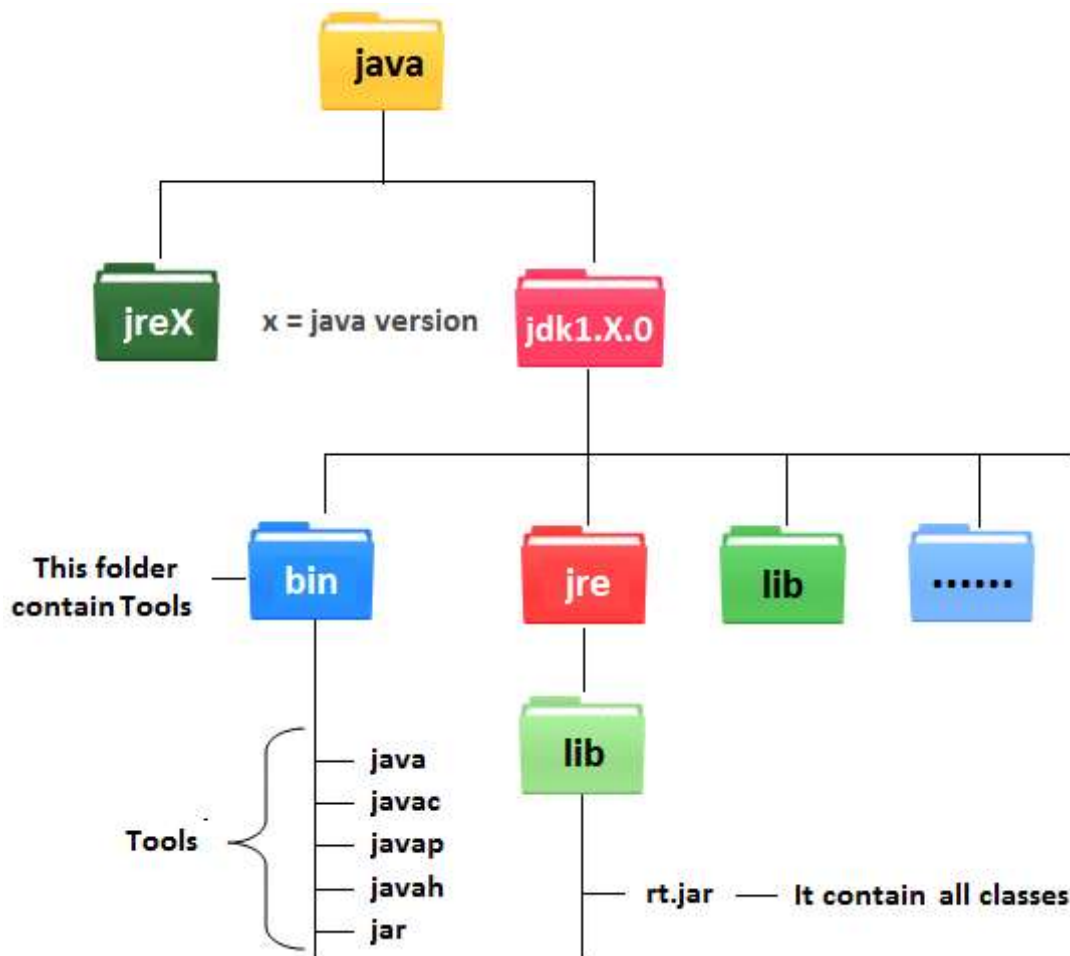 java
jreX
x = java version
jdk1.X.0
This folder
contain Tools
bin
jre
lib
......
lib
Tools
java
javac
javap
javah
jar
rt.jar
It contain all classes